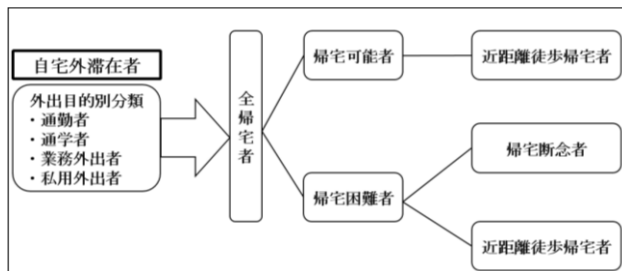 自宅外滞在者
外出目的別分類
・通勤者
・通学者
・業務外出者
・私用外出者
全帰宅者
帰宅可能者
近距離徒歩帰宅者
帰宅困難者
帰宅断念者
近距離徒歩帰宅者